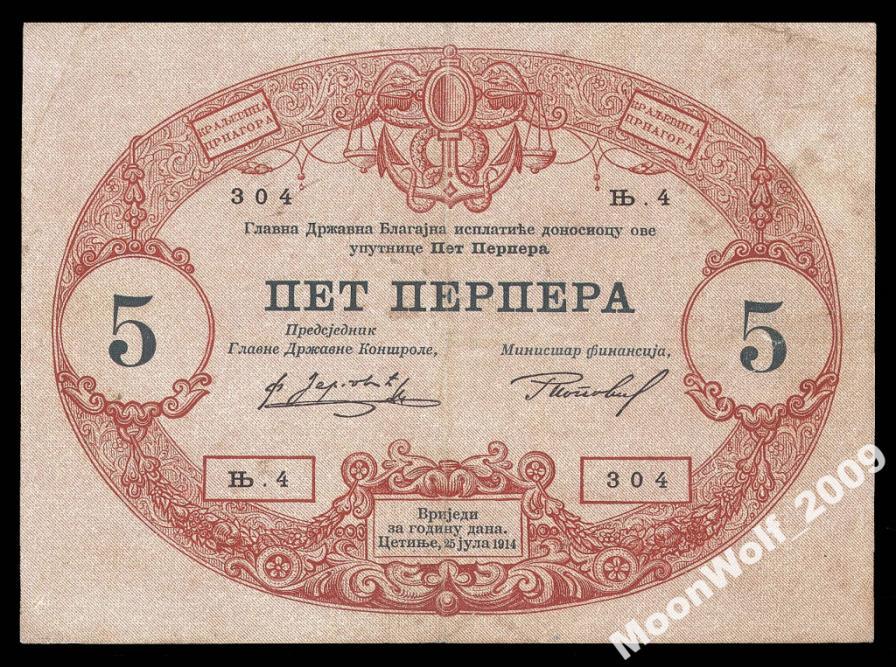 КРАЉЕВИНА
ЦРНАГОРА
КРАЉЕВИНА
ЦРНАГОРА
304
Њ.4
Главна Државна Благајна исплатиће доносиоцу ове
упутнице Пет Перпера
5
ПЕТ ПЕРПЕРА
5
Предсједник
Главне Државне Контроле,
Министар финансија,
Њ.4
304
Вриједи
за годину дана.
Цетиње, 25 јула 1914
MoonWolf_2009